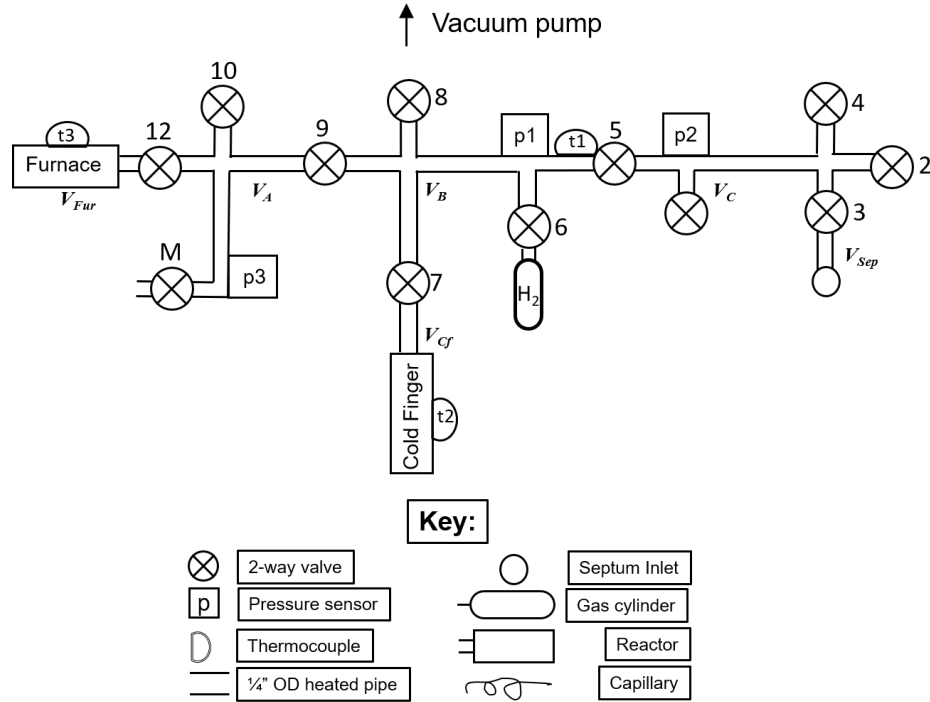 Vacuum pump
10
8
4
12
9
p1
t1
5
p2
t3
Furnace
2
V_Fur
V_A
V_B
V_C
6
3
M
p3
7
H₂
V_Sep
V_Cf
Cold Finger
t2
Key:
2-way valve
Septum Inlet
p
Pressure sensor
Gas cylinder
Thermocouple
Reactor
¼” OD heated pipe
Capillary